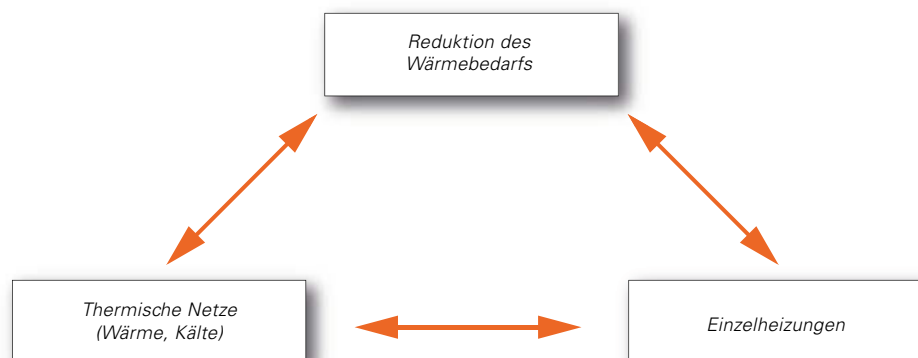 Reduktion des
Wärmebedarfs
Thermische Netze
(Wärme, Kälte)
Einzelheizungen